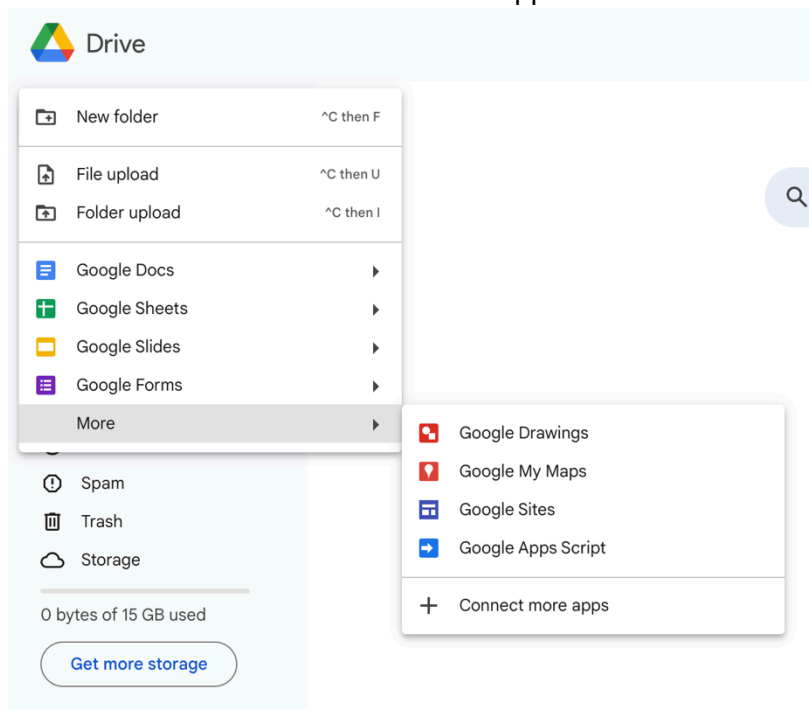 Drive
New folder ^C then F
File upload ^C then U
Folder upload ^C then I
Google Docs
Google Sheets
Google Slides
Google Forms
More
Google Drawings
Google My Maps
Google Sites
Google Apps Script
Connect more apps
Spam
Trash
Storage
0 bytes of 15 GB used
Get more storage